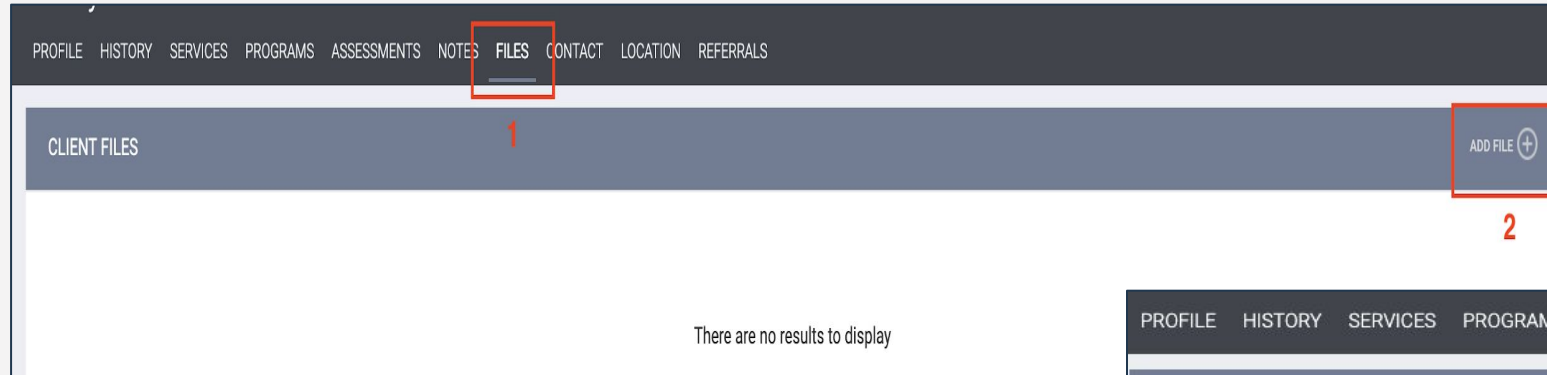 PROFILE HISTORY SERVICES PROGRAMS ASSESSMENTS NOTES FILES CONTACT LOCATION REFERRALS
1
CLIENT FILES
ADD FILE
2
There are no results to display
PROFILE HISTORY SERVICES PROGRAM